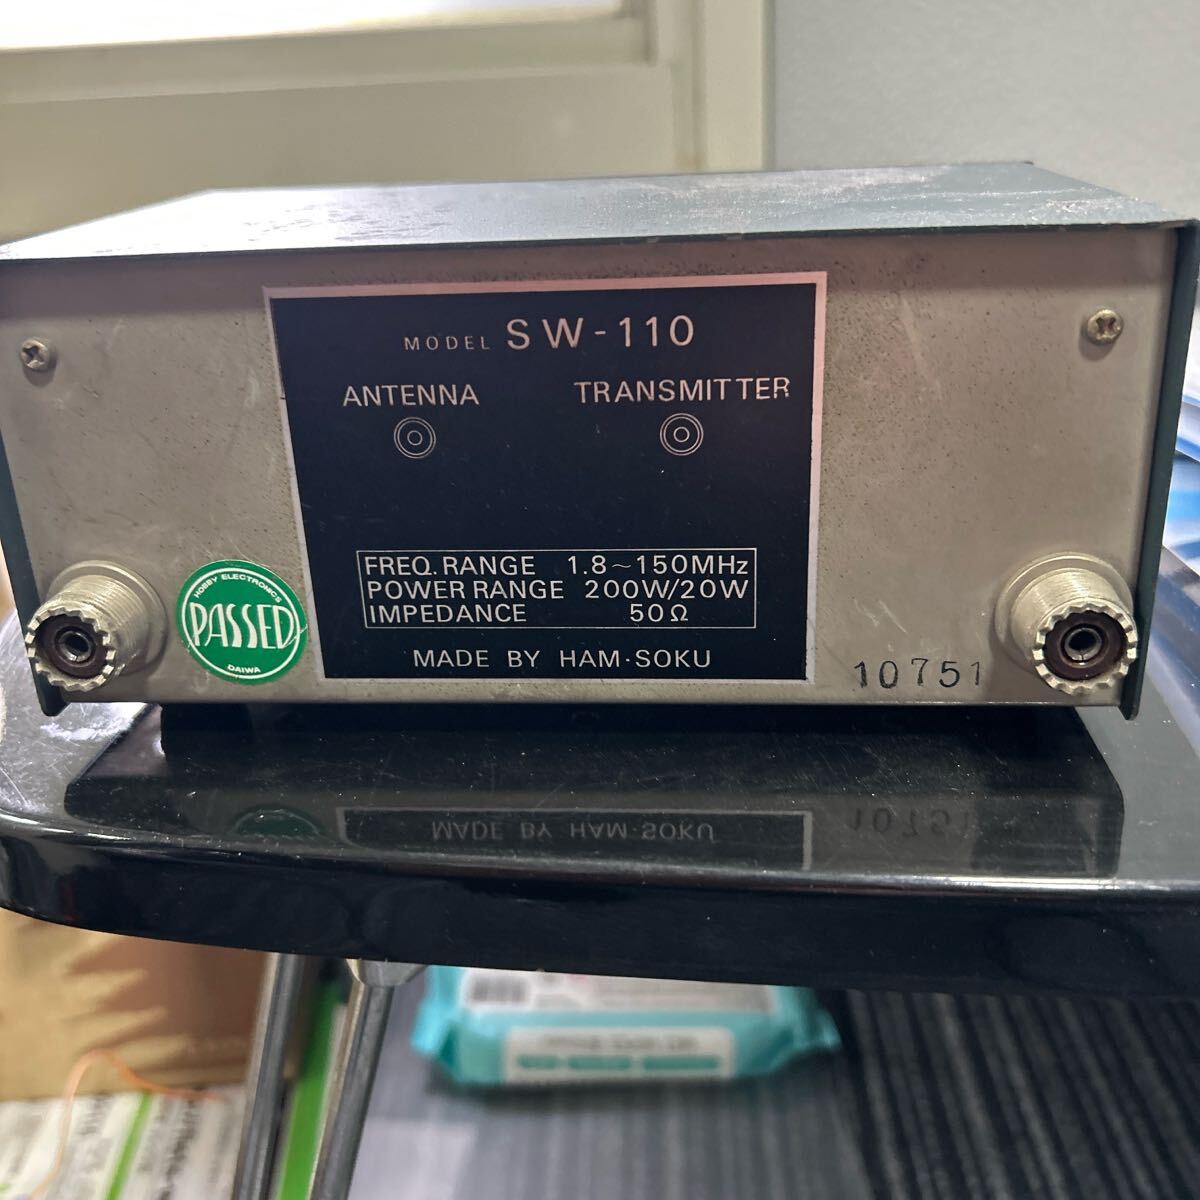 MODEL SW-110
ANTENNA TRANSMITTER
FREQ. RANGE 1.8~150MHz
POWER RANGE 200W/20W
IMPEDANCE 50Ω
MADE BY HAM·SOKU
HOBBY ELECTRONICS
PASSED
DAIWA
10751